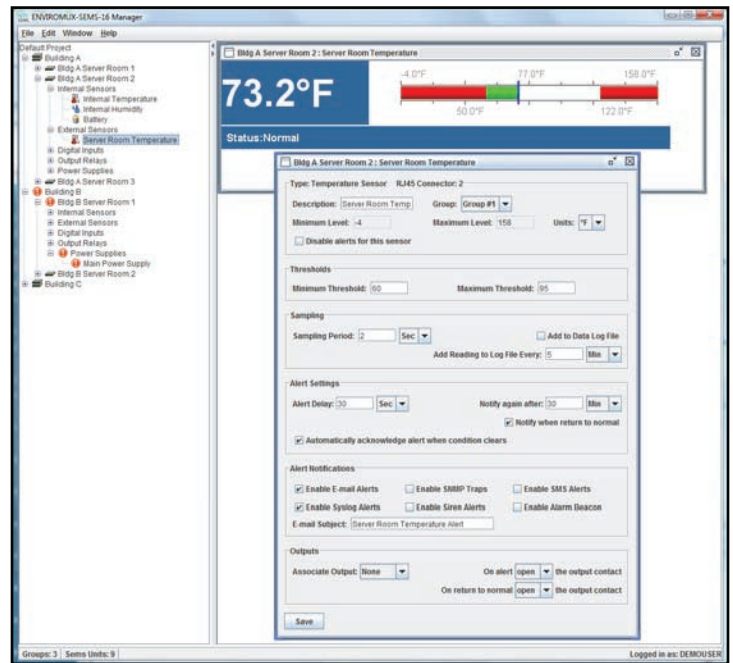 ENVIROMUX-SEMS-16 Manager
File Edit Window Help
Default Project
Building A
Bldg A Server Room 1
Bldg A Server Room 2
Internal Sensors
Internal Temperature
Internal Humidity
Battery
External Sensors
Server Room Temperature
Digital Inputs
Output Relays
Power Supplies
Bldg A Server Room 3
Building B
Bldg B Server Room 1
Internal Sensors
External Sensors
Digital Inputs
Output Relays
Power Supplies
Main Power Supply
Bldg B Server Room 2
Building C
Bldg A Server Room 2 : Server Room Temperature
73.2°F
-4.0°F 77.0°F 158.0°F
50.0°F 122.0°F
Status:Normal
Bldg A Server Room 2 : Server Room Temperature
Type: Temperature Sensor RJ45 Connector: 2
Description: Server Room Temp Group: Group #1
Minimum Level: -4 Maximum Level: 158 Units: °F
Disable alerts for this sensor
Thresholds
Minimum Threshold: 60 Maximum Threshold: 95
Sampling
Sampling Period: 2 Sec Add to Data Log File
Add Reading to Log File Every: 5 Min
Alert Settings
Alert Delay: 30 Sec Notify again after: 30 Min
Notify when return to normal
Automatically acknowledge alert when condition clears
Alert Notifications
Enable E-mail Alerts Enable SNMP Traps Enable SMS Alerts
Enable Syslog Alerts Enable Siren Alerts Enable Alarm Beacon
E-mail Subject: Server Room Temperature Alert
Outputs
Associate Output: None On alert open the output contact
On return to normal open the output contact
Save
Groups: 3 Sems Units: 9 Logged in as: DEMOUSER